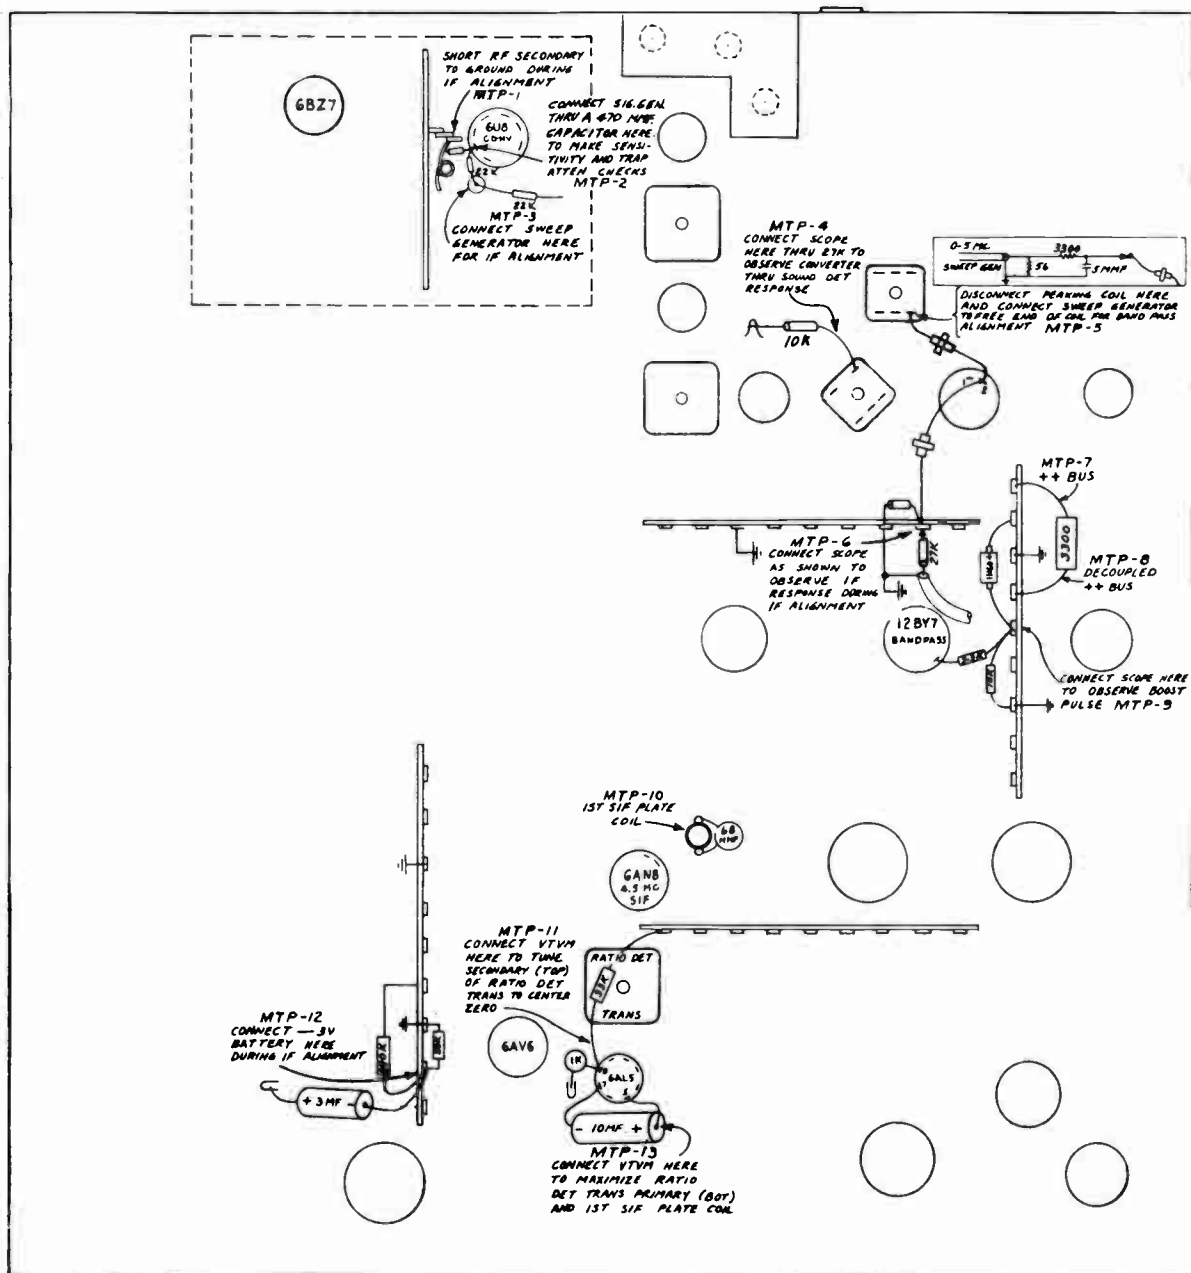 6BZ7
SHORT RF SECONDARY
TO GROUND DURING
IF ALIGNMENT
MTP-1
6U8
CONV
CONNECT SIG.GEN.
THRU A 470 MMF.
CAPACITOR HERE
TO MAKE SENSI-
TIVITY AND TRAP
ATTEN CHECKS
MTP-2
22K
22K
MTP-3
CONNECT SWEEP
GENERATOR HERE
FOR IF ALIGNMENT
MTP-4
CONNECT SCOPE
HERE THRU 27K TO
OBSERVE CONVERTER
THRU SOUND DET
RESPONSE
10K
0-5 MC.
SWEEP GEN
56
3300
5 MMF
DISCONNECT PEAKING COIL HERE
AND CONNECT SWEEP GENERATOR
TO FREE END OF COIL FOR BAND PASS
ALIGNMENT MTP-5
MTP-6
CONNECT SCOPE
AS SHOWN TO
OBSERVE IF
RESPONSE DURING
IF ALIGNMENT
27K
MTP-7
++ BUS
3300
MTP-8
DECOUPLED
++ BUS
12BY7
BANDPASS
CONNECT SCOPE HERE
TO OBSERVE BOOST
PULSE MTP-9
MTP-10
1ST SIF PLATE
COIL
68
MMF
6AN8
4.5 MC
SIF
MTP-11
CONNECT VTVM
HERE TO TUNE
SECONDARY (TOP)
OF RATIO DET
TRANS TO CENTER
ZERO
RATIO DET
33K
TRANS
6AV6
1K
6AL5
7
MTP-12
CONNECT —3V
BATTERY HERE
DURING IF ALIGNMENT
+ 3MF -
- 10MF +
MTP-13
CONNECT VTVM HERE
TO MAXIMIZE RATIO
DET TRANS PRIMARY (BOT)
AND 1ST SIF PLATE COIL